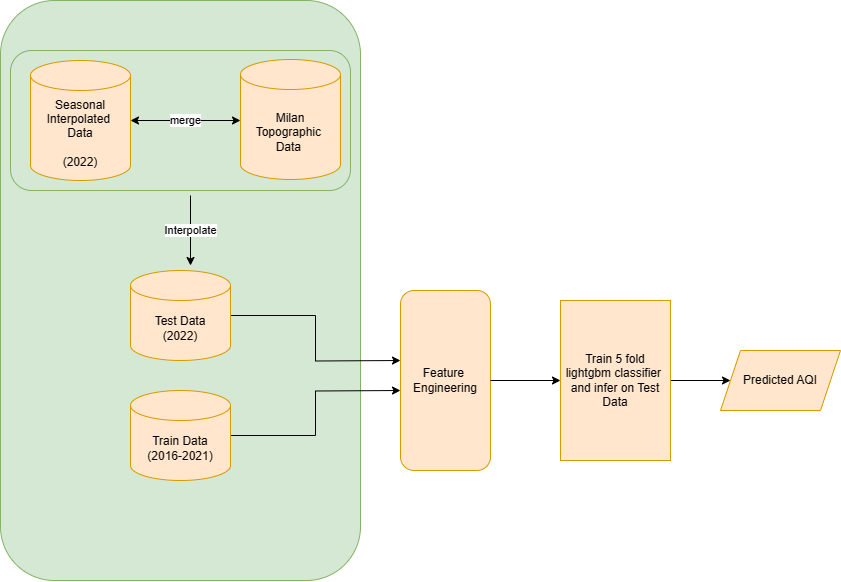 Seasonal
Interpolated
Data
(2022)
merge
Milan
Topographic
Data
Interpolate
Test Data
(2022)
Train Data
(2016-2021)
Feature
Engineering
Train 5 fold
lightgbm classifier
and infer on Test
Data
Predicted AQI